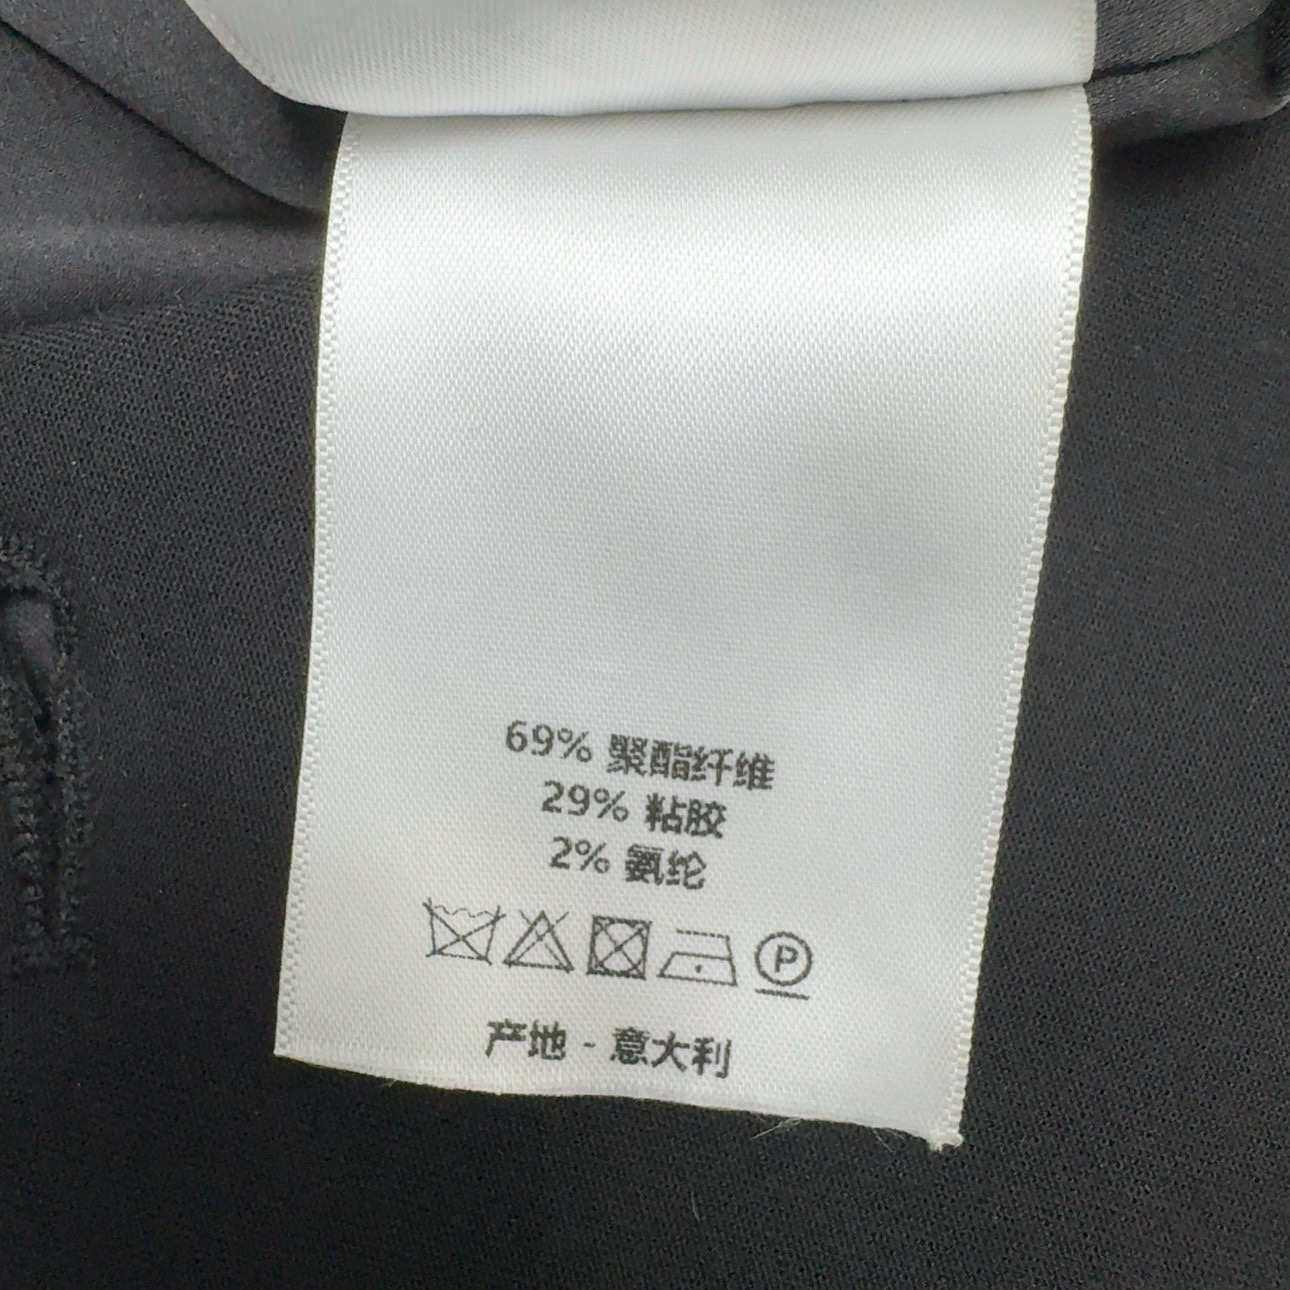 69% 聚酯纤维
29% 粘胶
2% 氨纶
P
产地 - 意大利